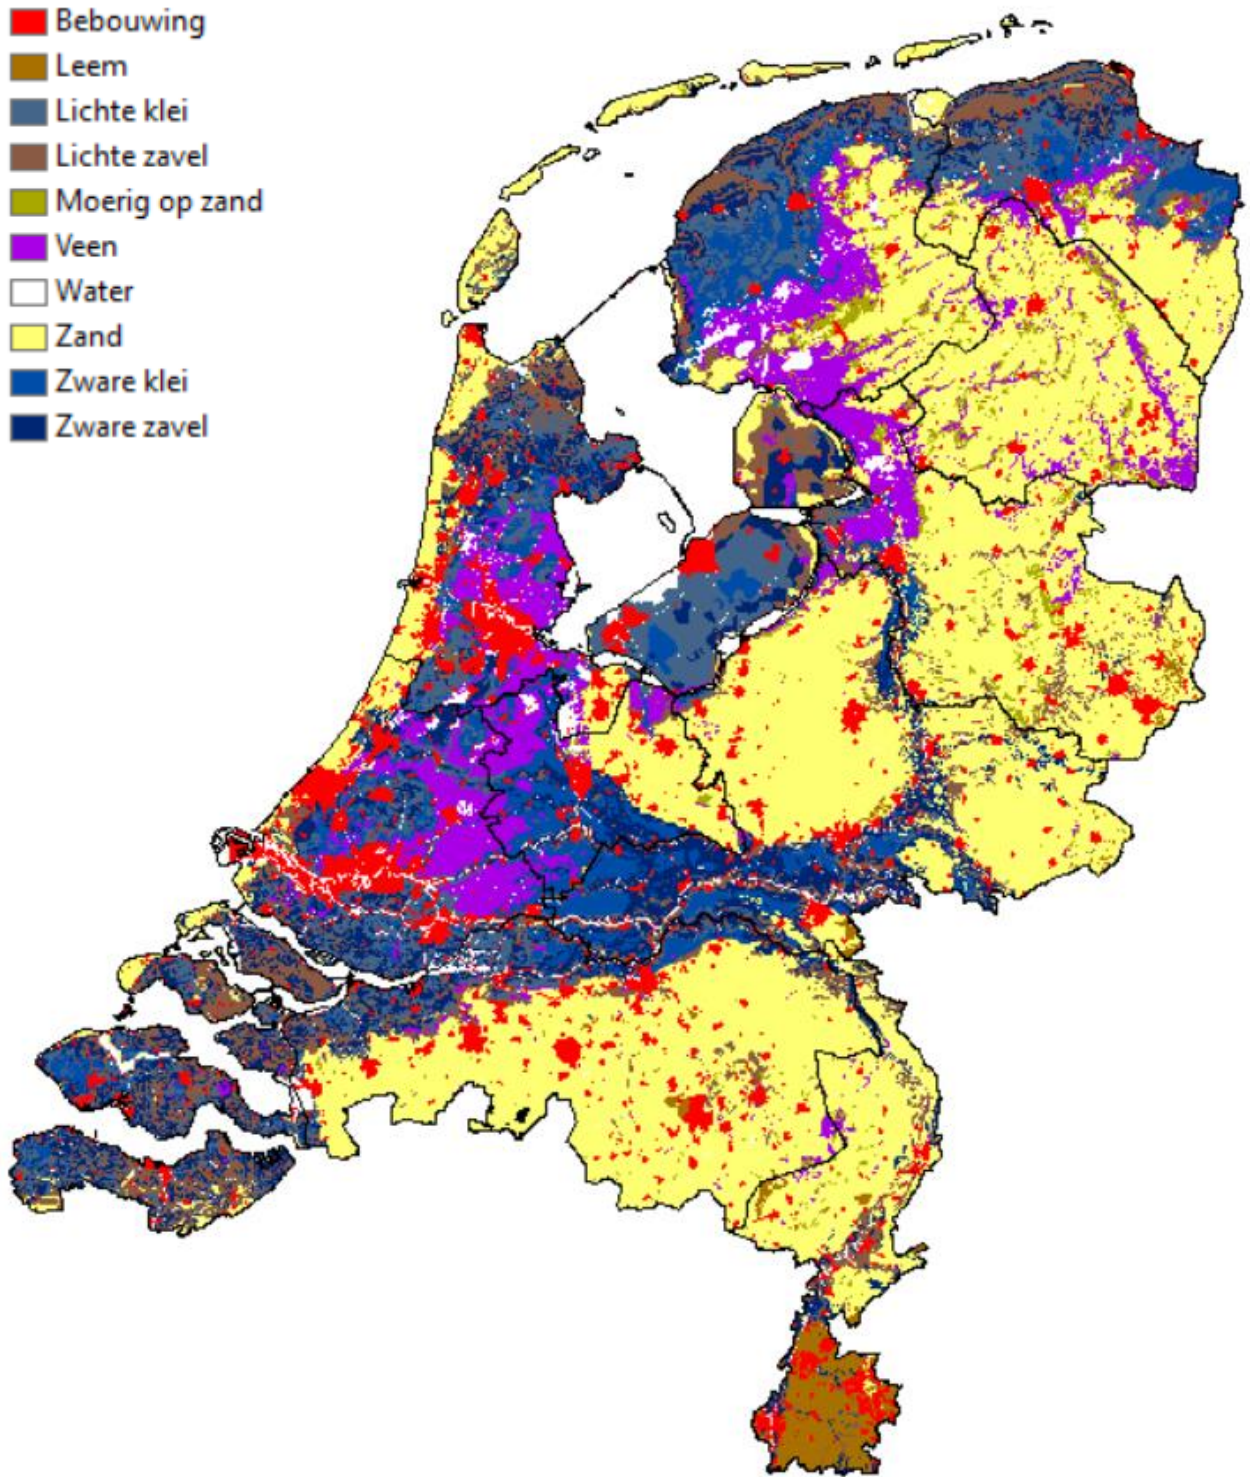 Bebouwing
Leem
Lichte klei
Lichte zavel
Moerig op zand
Veen
Water
Zand
Zware klei
Zware zavel